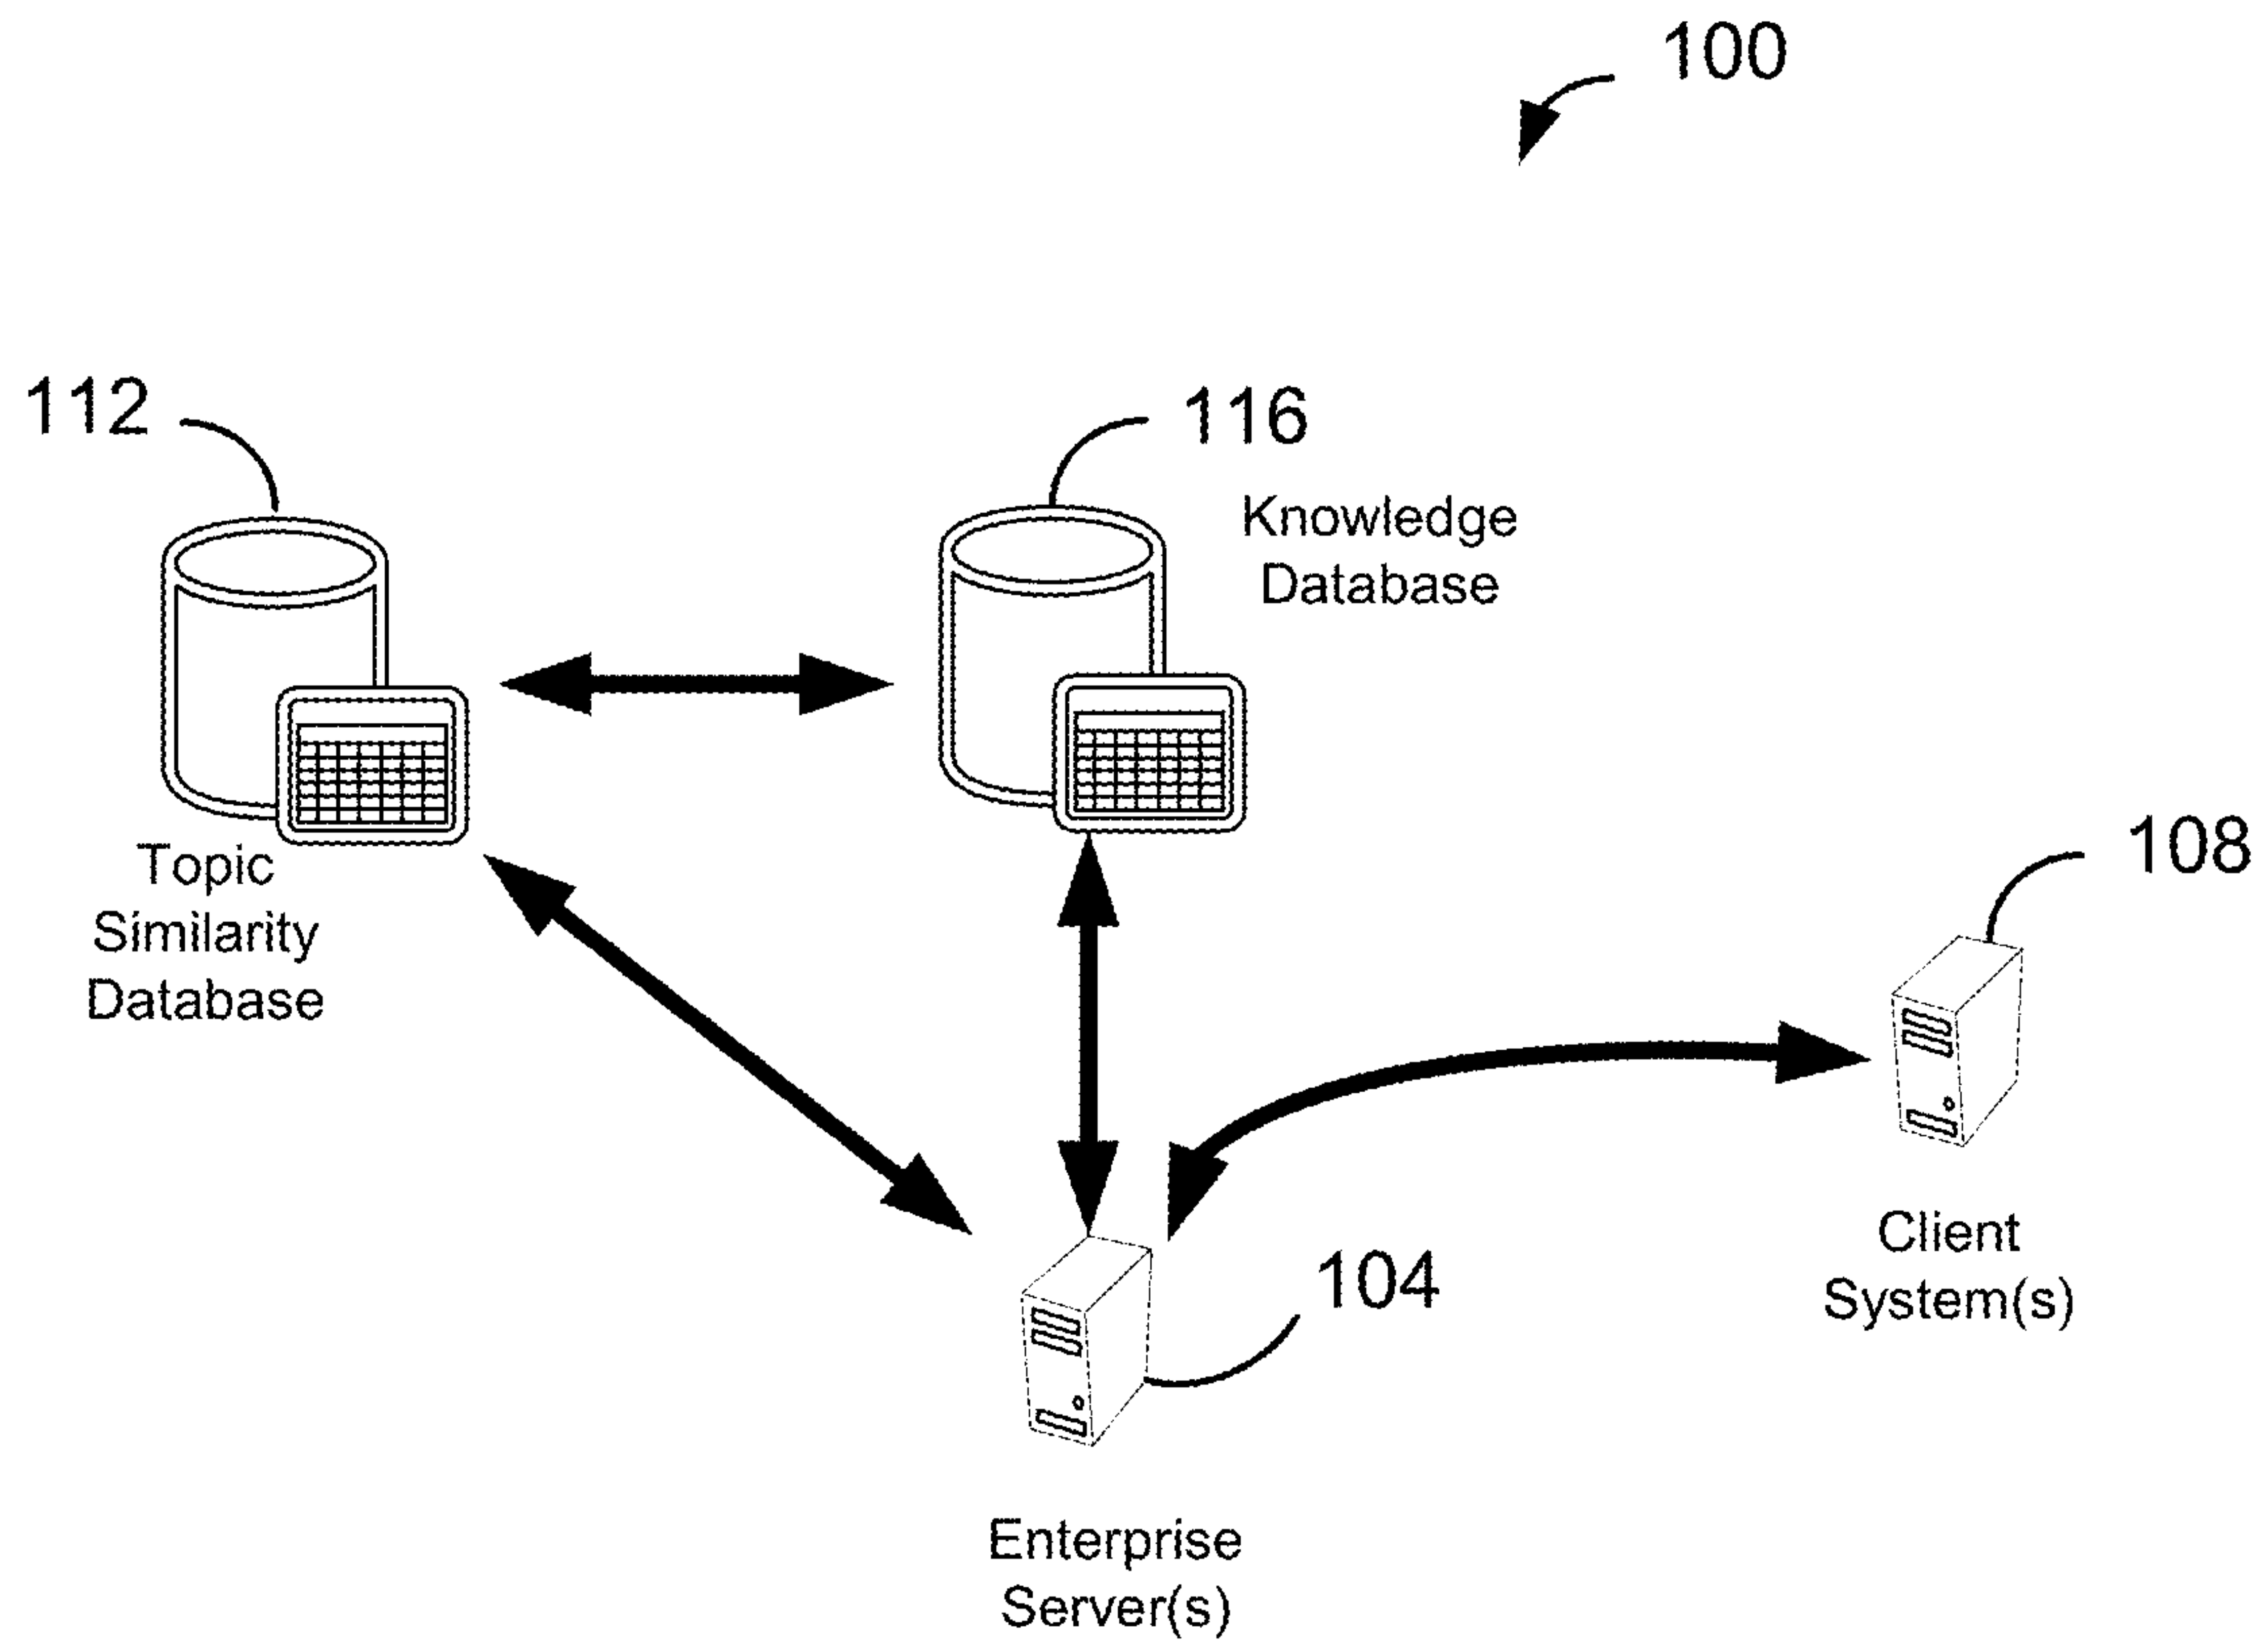 100
112
116
Knowledge
Database
Topic
Similarity
Database
108
Client
System(s)
104
Enterprise
Server(s)